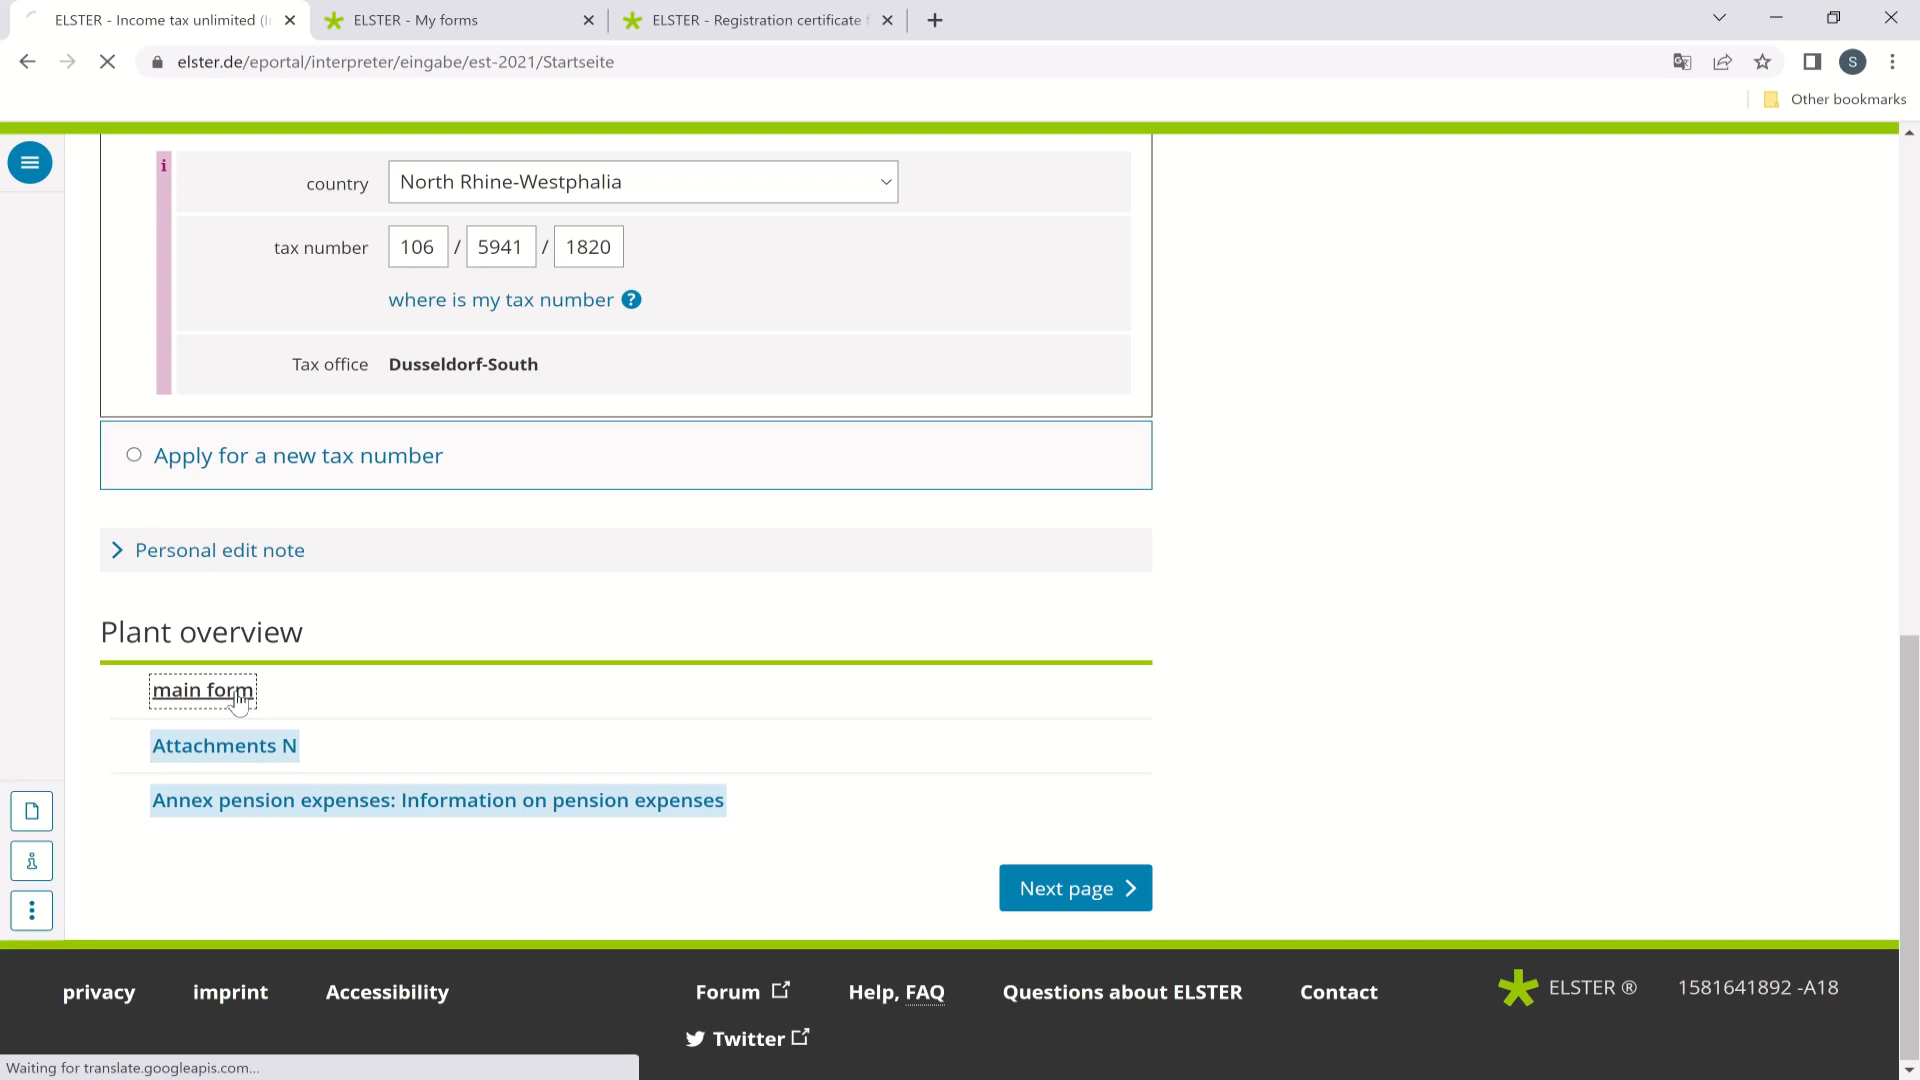 ELSTER - Income tax unlimited (I
ELSTER - My forms
ELSTER - Registration certificate f
elster.de/eportal/interpreter/eingabe/est-2021/Startseite
S
Other bookmarks
i
country
North Rhine-Westphalia
tax number
106 / 5941 / 1820
where is my tax number ?
Tax office
Dusseldorf-South
Apply for a new tax number
Personal edit note
Plant overview
main form
Attachments N
Annex pension expenses: Information on pension expenses
Next page
privacy
imprint
Accessibility
Forum
Help, FAQ
Questions about ELSTER
Contact
ELSTER ®
1581641892 -A18
Twitter
Waiting for translate.googleapis.com...